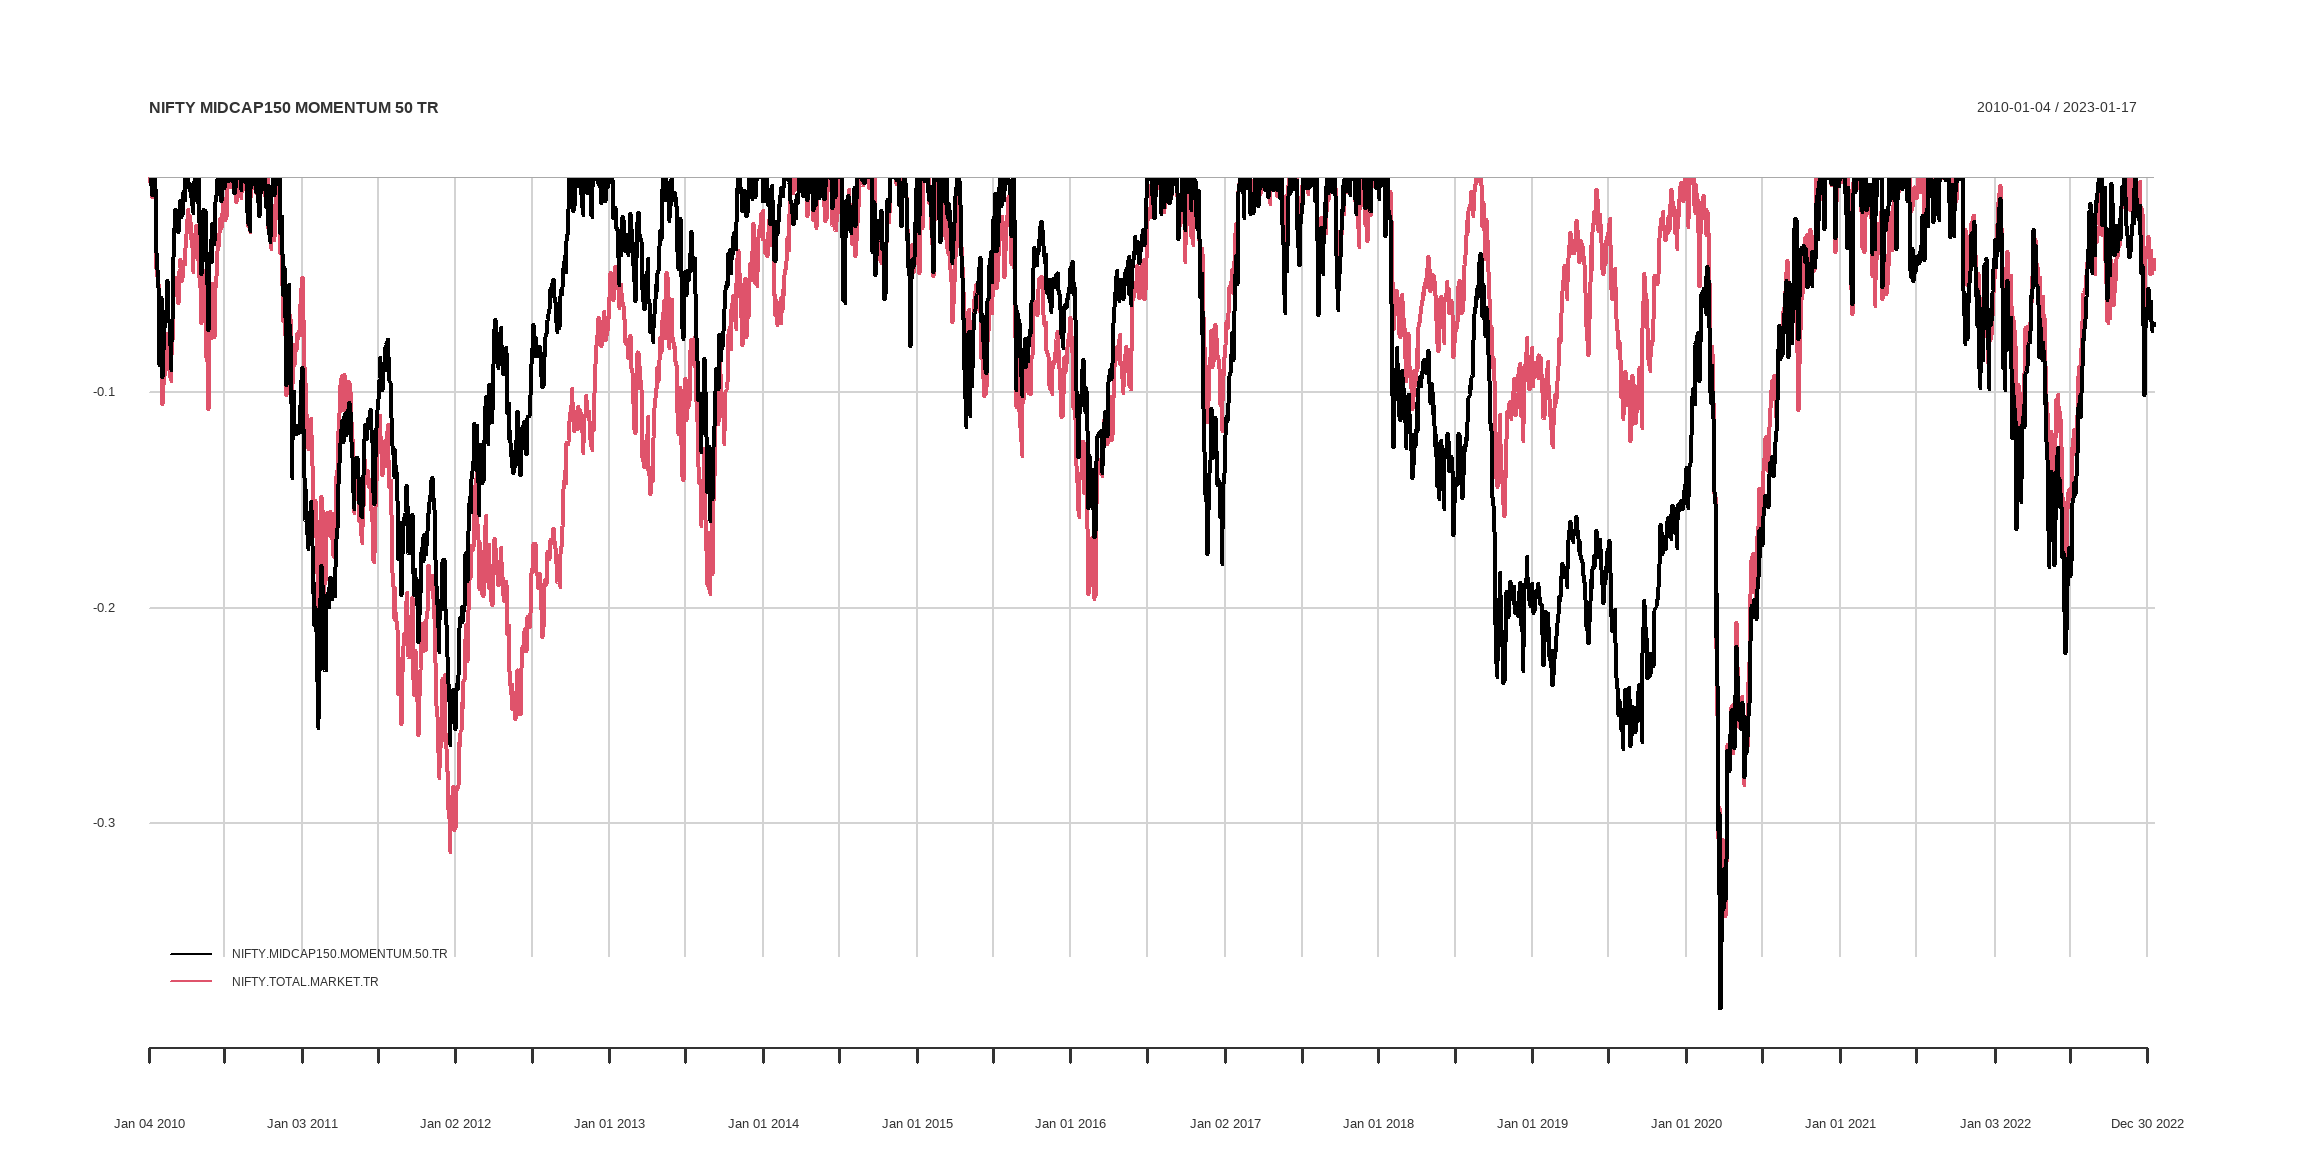 NIFTY MIDCAP150 MOMENTUM 50 TR
2010-01-04 / 2023-01-17
-0.1
-0.2
-0.3
NIFTY.MIDCAP150.MOMENTUM.50.TR
NIFTY.TOTAL.MARKET.TR
Jan 04 2010 Jan 03 2011 Jan 02 2012 Jan 01 2013 Jan 01 2014 Jan 01 2015 Jan 01 2016 Jan 02 2017 Jan 01 2018 Jan 01 2019 Jan 01 2020 Jan 01 2021 Jan 03 2022 Dec 30 2022